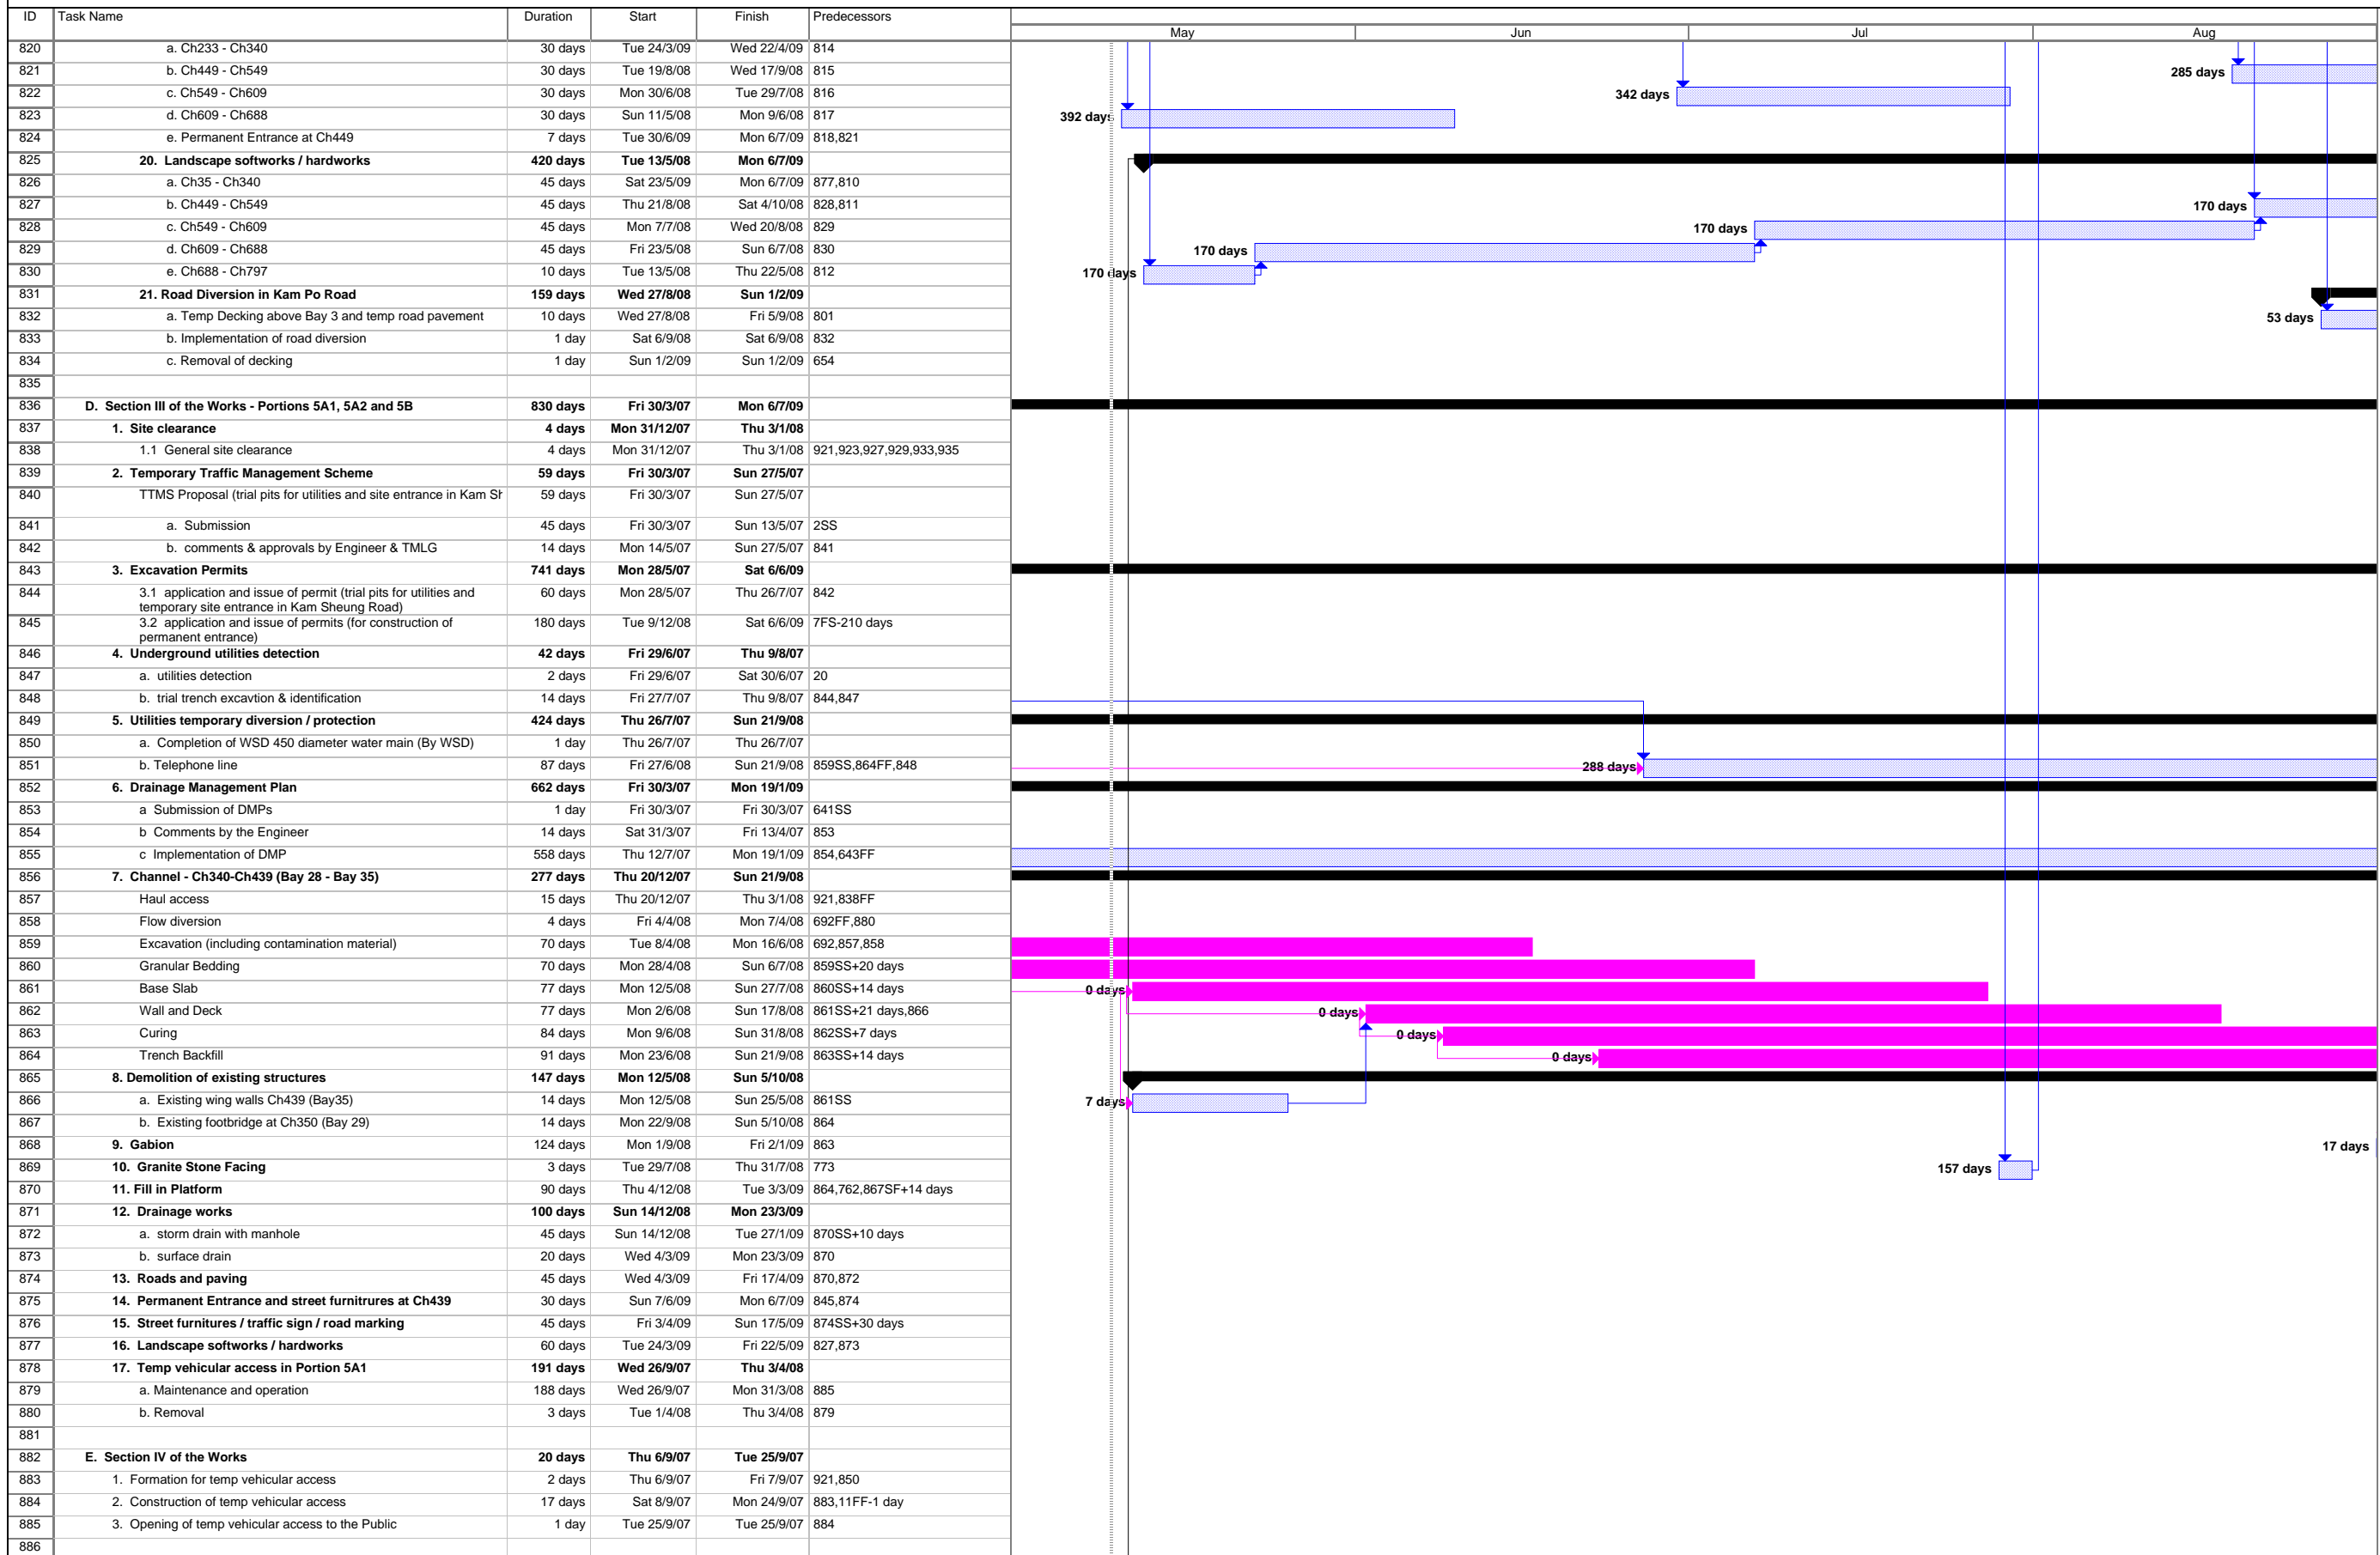 ID Task Name Duration Start Finish Predecessors
May Jun Jul Aug
820 a. Ch233 - Ch340 30 days Tue 24/3/09 Wed 22/4/09 814
821 b. Ch449 - Ch549 30 days Tue 19/8/08 Wed 17/9/08 815 285 days
822 c. Ch549 - Ch609 30 days Mon 30/6/08 Tue 29/7/08 816 342 days
823 d. Ch609 - Ch688 30 days Sun 11/5/08 Mon 9/6/08 817 392 days
824 e. Permanent Entrance at Ch449 7 days Tue 30/6/09 Mon 6/7/09 818,821
825 20. Landscape softworks / hardworks 420 days Tue 13/5/08 Mon 6/7/09
826 a. Ch35 - Ch340 45 days Sat 23/5/09 Mon 6/7/09 877,810
827 b. Ch449 - Ch549 45 days Thu 21/8/08 Sat 4/10/08 828,811 170 days
828 c. Ch549 - Ch609 45 days Mon 7/7/08 Wed 20/8/08 829 170 days
829 d. Ch609 - Ch688 45 days Fri 23/5/08 Sun 6/7/08 830 170 days
830 e. Ch688 - Ch797 10 days Tue 13/5/08 Thu 22/5/08 812 170 days
831 21. Road Diversion in Kam Po Road 159 days Wed 27/8/08 Sun 1/2/09
832 a. Temp Decking above Bay 3 and temp road pavement 10 days Wed 27/8/08 Fri 5/9/08 801 53 days
833 b. Implementation of road diversion 1 day Sat 6/9/08 Sat 6/9/08 832
834 c. Removal of decking 1 day Sun 1/2/09 Sun 1/2/09 654
835
836 D. Section III of the Works - Portions 5A1, 5A2 and 5B 830 days Fri 30/3/07 Mon 6/7/09
837 1. Site clearance 4 days Mon 31/12/07 Thu 3/1/08
838 1.1 General site clearance 4 days Mon 31/12/07 Thu 3/1/08 921,923,927,929,933,935
839 2. Temporary Traffic Management Scheme 59 days Fri 30/3/07 Sun 27/5/07
840 TTMS Proposal (trial pits for utilities and site entrance in Kam Sh 59 days Fri 30/3/07 Sun 27/5/07
841 a. Submission 45 days Fri 30/3/07 Sun 13/5/07 2SS
842 b. comments & approvals by Engineer & TMLG 14 days Mon 14/5/07 Sun 27/5/07 841
843 3. Excavation Permits 741 days Mon 28/5/07 Sat 6/6/09
844 3.1 application and issue of permit (trial pits for utilities and 60 days Mon 28/5/07 Thu 26/7/07 842
temporary site entrance in Kam Sheung Road)
845 3.2 application and issue of permits (for construction of 180 days Tue 9/12/08 Sat 6/6/09 7FS-210 days
permanent entrance)
846 4. Underground utilities detection 42 days Fri 29/6/07 Thu 9/8/07
847 a. utilities detection 2 days Fri 29/6/07 Sat 30/6/07 20
848 b. trial trench excavtion & identification 14 days Fri 27/7/07 Thu 9/8/07 844,847
849 5. Utilities temporary diversion / protection 424 days Thu 26/7/07 Sun 21/9/08
850 a. Completion of WSD 450 diameter water main (By WSD) 1 day Thu 26/7/07 Thu 26/7/07
851 b. Telephone line 87 days Fri 27/6/08 Sun 21/9/08 859SS,864FF,848 288 days
852 6. Drainage Management Plan 662 days Fri 30/3/07 Mon 19/1/09
853 a Submission of DMPs 1 day Fri 30/3/07 Fri 30/3/07 641SS
854 b Comments by the Engineer 14 days Sat 31/3/07 Fri 13/4/07 853
855 c Implementation of DMP 558 days Thu 12/7/07 Mon 19/1/09 854,643FF
856 7. Channel - Ch340-Ch439 (Bay 28 - Bay 35) 277 days Thu 20/12/07 Sun 21/9/08
857 Haul access 15 days Thu 20/12/07 Thu 3/1/08 921,838FF
858 Flow diversion 4 days Fri 4/4/08 Mon 7/4/08 692FF,880
859 Excavation (including contamination material) 70 days Tue 8/4/08 Mon 16/6/08 692,857,858
860 Granular Bedding 70 days Mon 28/4/08 Sun 6/7/08 859SS+20 days
861 Base Slab 77 days Mon 12/5/08 Sun 27/7/08 860SS+14 days 0 days
862 Wall and Deck 77 days Mon 2/6/08 Sun 17/8/08 861SS+21 days,866 0 days
863 Curing 84 days Mon 9/6/08 Sun 31/8/08 862SS+7 days 0 days
864 Trench Backfill 91 days Mon 23/6/08 Sun 21/9/08 863SS+14 days 0 days
865 8. Demolition of existing structures 147 days Mon 12/5/08 Sun 5/10/08
866 a. Existing wing walls Ch439 (Bay35) 14 days Mon 12/5/08 Sun 25/5/08 861SS 7 days
867 b. Existing footbridge at Ch350 (Bay 29) 14 days Mon 22/9/08 Sun 5/10/08 864
868 9. Gabion 124 days Mon 1/9/08 Fri 2/1/09 863 17 days
869 10. Granite Stone Facing 3 days Tue 29/7/08 Thu 31/7/08 773 157 days
870 11. Fill in Platform 90 days Thu 4/12/08 Tue 3/3/09 864,762,867SF+14 days
871 12. Drainage works 100 days Sun 14/12/08 Mon 23/3/09
872 a. storm drain with manhole 45 days Sun 14/12/08 Tue 27/1/09 870SS+10 days
873 b. surface drain 20 days Wed 4/3/09 Mon 23/3/09 870
874 13. Roads and paving 45 days Wed 4/3/09 Fri 17/4/09 870,872
875 14. Permanent Entrance and street furnitrures at Ch439 30 days Sun 7/6/09 Mon 6/7/09 845,874
876 15. Street furnitures / traffic sign / road marking 45 days Fri 3/4/09 Sun 17/5/09 874SS+30 days
877 16. Landscape softworks / hardworks 60 days Tue 24/3/09 Fri 22/5/09 827,873
878 17. Temp vehicular access in Portion 5A1 191 days Wed 26/9/07 Thu 3/4/08
879 a. Maintenance and operation 188 days Wed 26/9/07 Mon 31/3/08 885
880 b. Removal 3 days Tue 1/4/08 Thu 3/4/08 879
881
882 E. Section IV of the Works 20 days Thu 6/9/07 Tue 25/9/07
883 1. Formation for temp vehicular access 2 days Thu 6/9/07 Fri 7/9/07 921,850
884 2. Construction of temp vehicular access 17 days Sat 8/9/07 Mon 24/9/07 883,11FF-1 day
885 3. Opening of temp vehicular access to the Public 1 day Tue 25/9/07 Tue 25/9/07 884
886